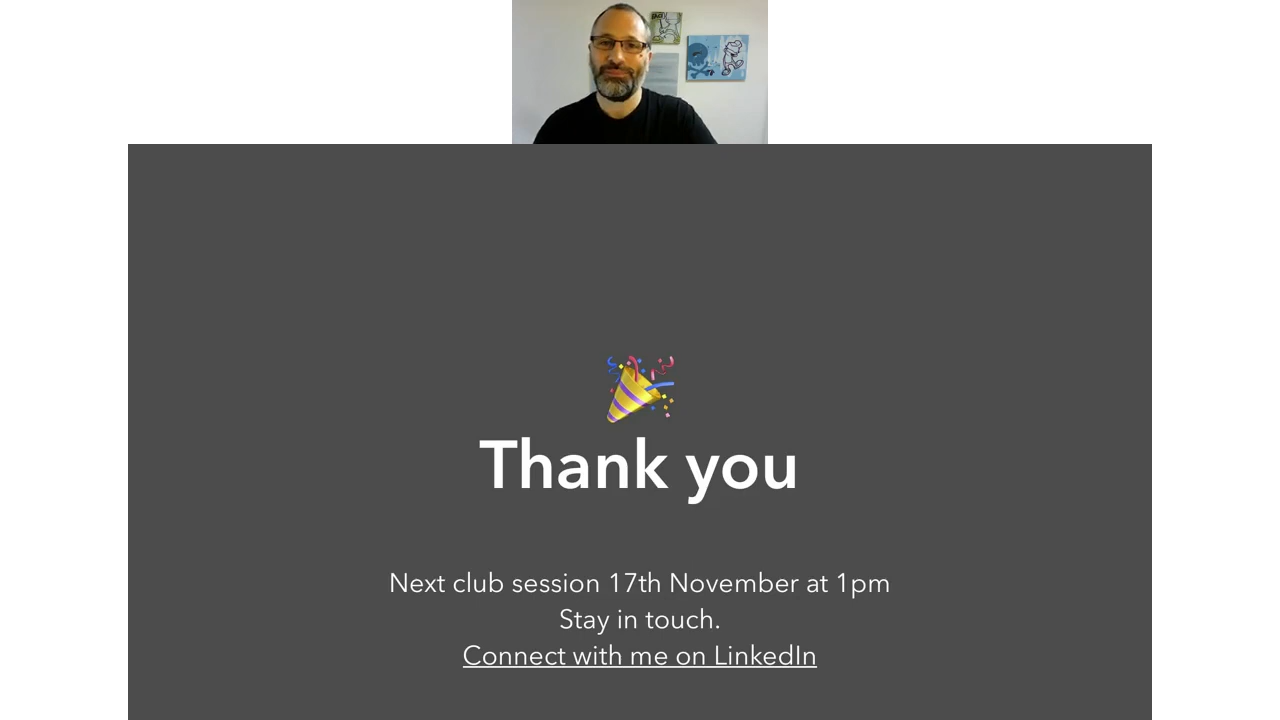 Thank you
Next club session 17th November at 1pm
Stay in touch.
Connect with me on LinkedIn